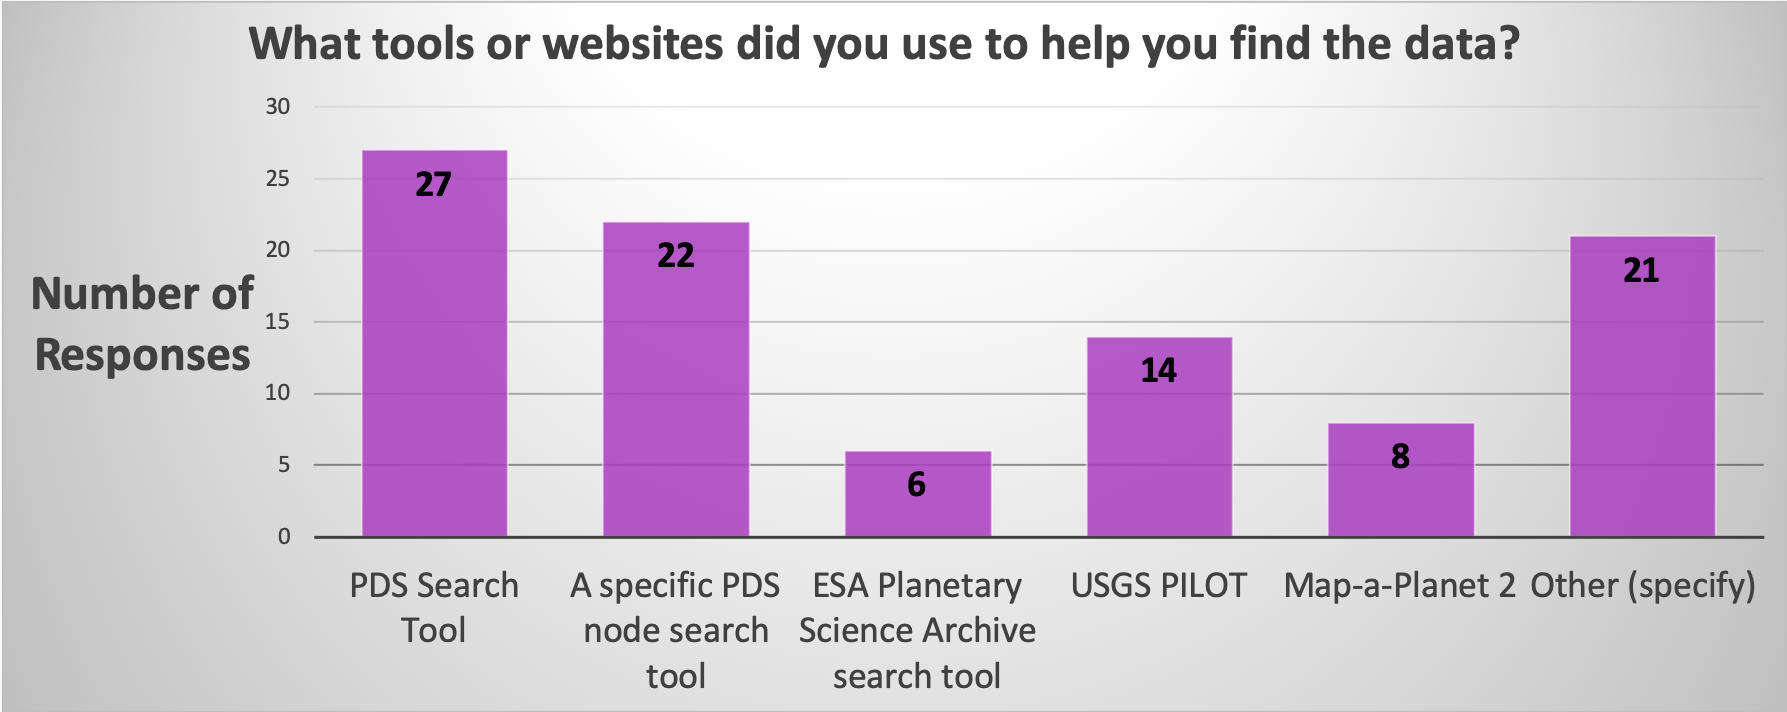 What tools or websites did you use to help you find the data?
Number of
Responses
30
25
20
15
10
5
0
27
22
6
14
8
21
PDS Search
Tool
A specific PDS
node search
tool
ESA Planetary
Science Archive
search tool
USGS PILOT
Map-a-Planet 2
Other (specify)